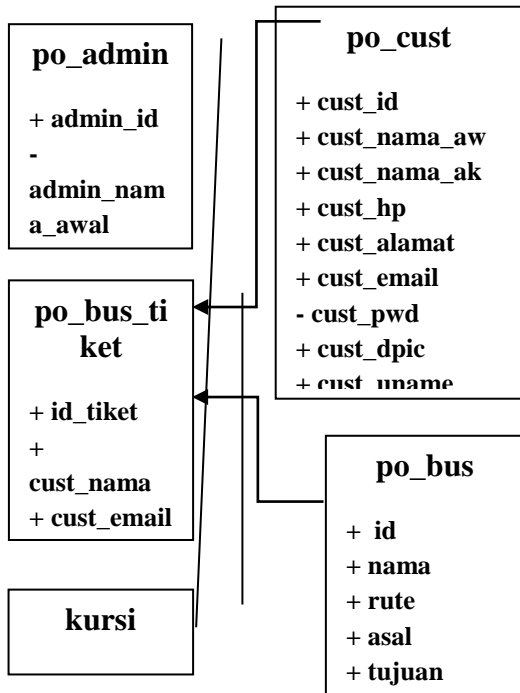 po_admin
+ admin_id
-
admin_nam
a_awal
po_cust
+ cust_id
+ cust_nama_aw
+ cust_nama_ak
+ cust_hp
+ cust_alamat
+ cust_email
- cust_pwd
+ cust_dpic
+ cust_uname
po_bus_ti
ket
+ id_tiket
+
cust_nama
+ cust_email
po_bus
+ id
+ nama
+ rute
+ asal
+ tujuan
kursi